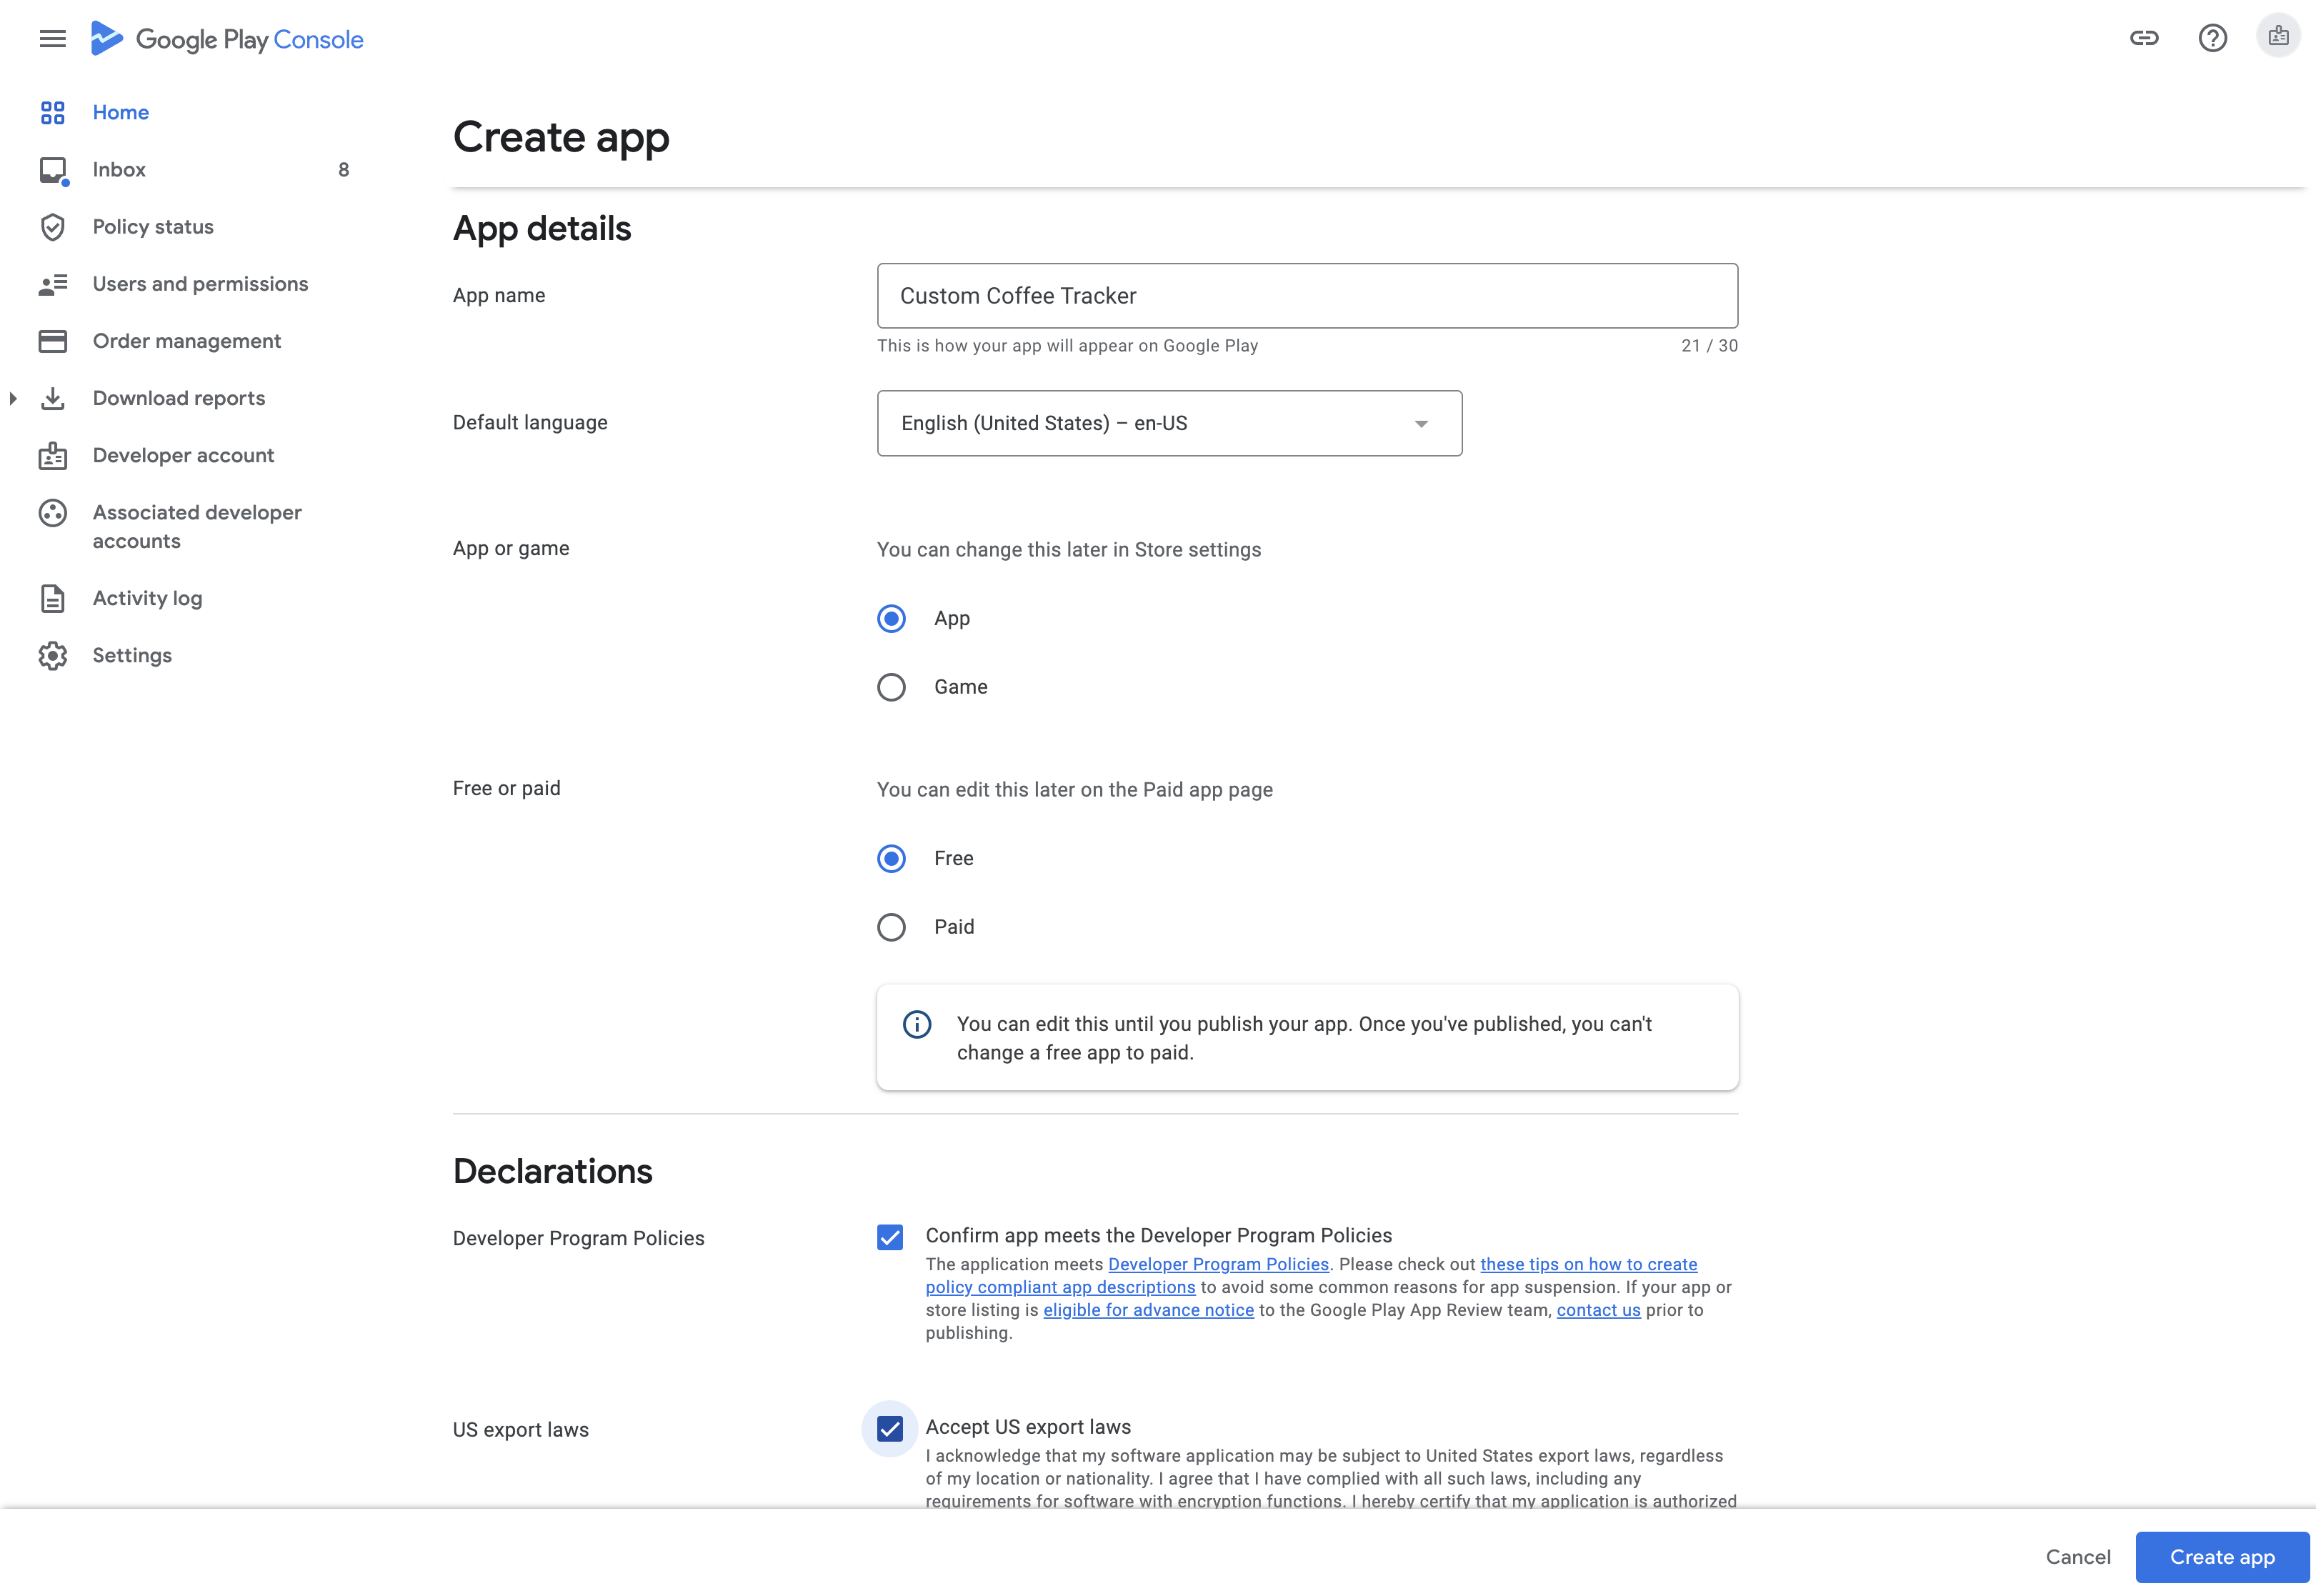 Google Play Console
Home
Inbox 8
Policy status
Users and permissions
Order management
Download reports
Developer account
Associated developer
accounts
Activity log
Settings
Create app
App details
App name
Custom Coffee Tracker
This is how your app will appear on Google Play 21 / 30
Default language
English (United States) – en-US
App or game
You can change this later in Store settings
App
Game
Free or paid
You can edit this later on the Paid app page
Free
Paid
You can edit this until you publish your app. Once you've published, you can't
change a free app to paid.
Declarations
Developer Program Policies
Confirm app meets the Developer Program Policies
The application meets Developer Program Policies. Please check out these tips on how to create
policy compliant app descriptions to avoid some common reasons for app suspension. If your app or
store listing is eligible for advance notice to the Google Play App Review team, contact us prior to
publishing.
US export laws
Accept US export laws
I acknowledge that my software application may be subject to United States export laws, regardless
of my location or nationality. I agree that I have complied with all such laws, including any
requirements for software with encryption functions. I hereby certify that my application is authorized
Cancel
Create app